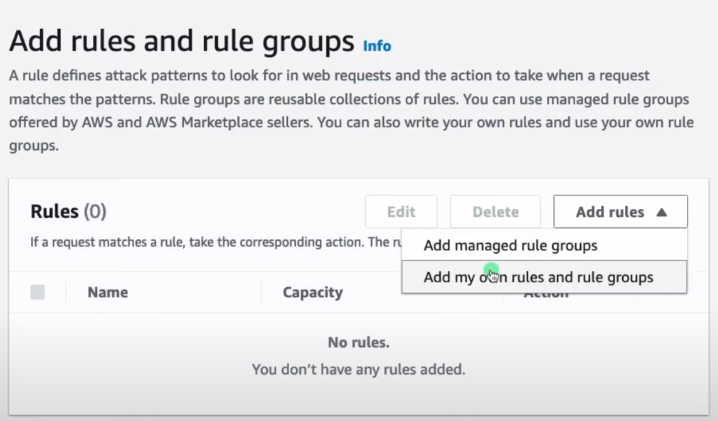 Add rules and rule groups Info
A rule defines attack patterns to look for in web requests and the action to take when a request
matches the patterns. Rule groups are reusable collections of rules. You can use managed rule groups
offered by AWS and AWS Marketplace sellers. You can also write your own rules and use your own rule
groups.
Rules (0)
Edit
Delete
Add rules
If a request matches a rule, take the corresponding action. The
Add managed rule groups
Add my own rules and rule groups
Name
Capacity
Action
No rules.
You don't have any rules added.